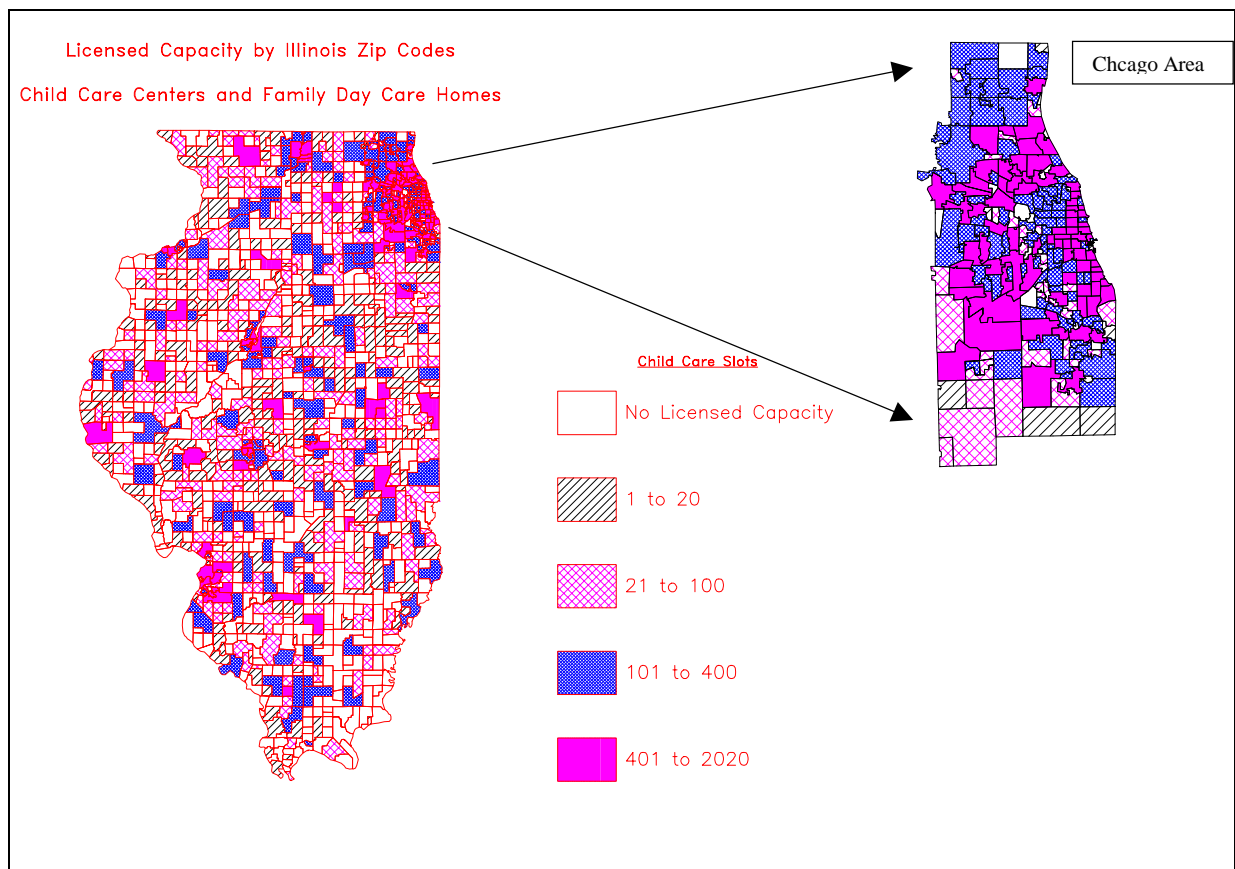 Licensed Capacity by Illinois Zip Codes
Child Care Centers and Family Day Care Homes
Chcago Area
Child Care Slots
No Licensed Capacity
1 to 20
21 to 100
101 to 400
401 to 2020